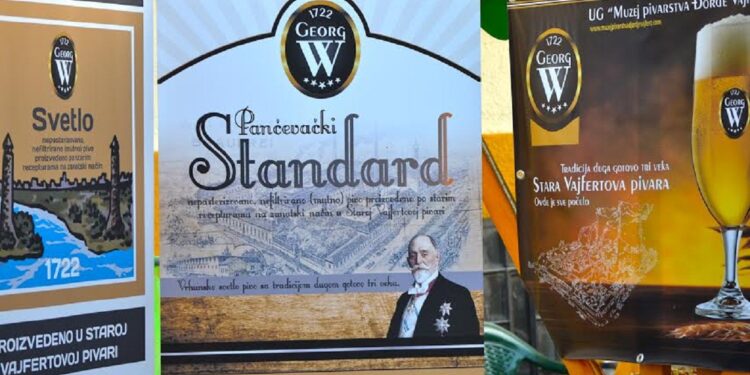 1722
GEORG
W
Svetlo
nepasterizovano,
nefiltrirano (mutno) pivo
proizvedeno po starim
recepturama na zanatski način
1722
PROIZVEDENO U STAROJ
VAJFERTOVOJ PIVARI
1722
GEORG
W
Pančevački
Standard
nepasterizovano, nefiltrirano (mutno) pivo proizvedeno po starim
recepturama na zanatski način u Staroj Vajfertovoj pivari
Vrhunsko svetlo pivo sa tradicijom dugom gotovo tri veka.
UG "Muzej pivarstva Đorđe Vajfert
1722
GEORG
W
Tradicija duga gotovo tri veka
STARA VAJFERTOVA PIVARA
Ovde je sve počelo
1722
GEORG
W